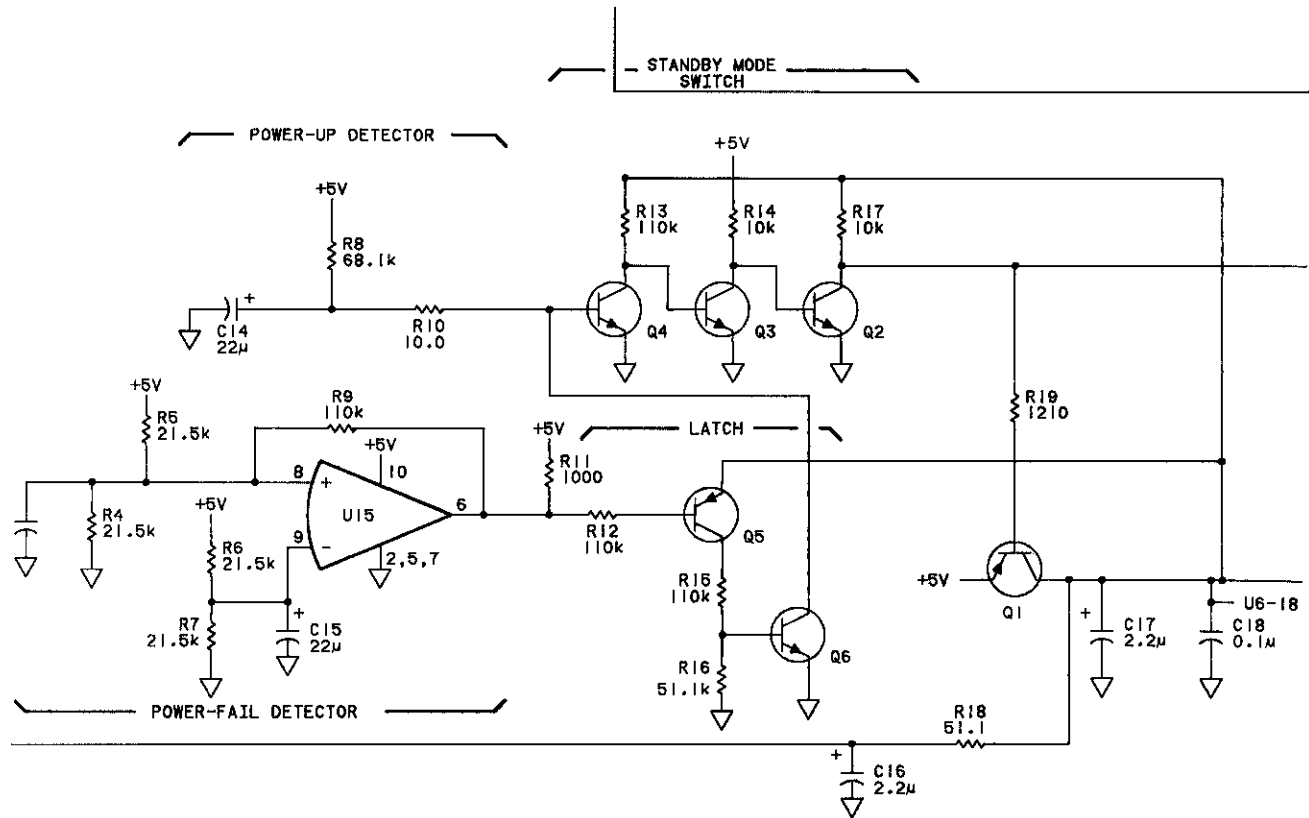 STANDBY MODE
SWITCH
POWER-UP DETECTOR
+5V
+5V
R8
68.1k
R13
110k
R14
10k
R17
10k
+
C14
22µ
R10
10.0
Q4
Q3
Q2
+5V
R5
21.5k
R9
110k
+5V
10
8
+
U15
6
9
−
2,5,7
R4
21.5k
+5V
R6
21.5k
R7
21.5k
+
C15
22µ
+5V
R11
1000
LATCH
R12
110k
Q5
R15
110k
R16
51.1k
Q6
R19
1210
+5V
Q1
+
C17
2.2µ
U6-18
C18
0.1µ
POWER-FAIL DETECTOR
R18
51.1
+
C16
2.2µ